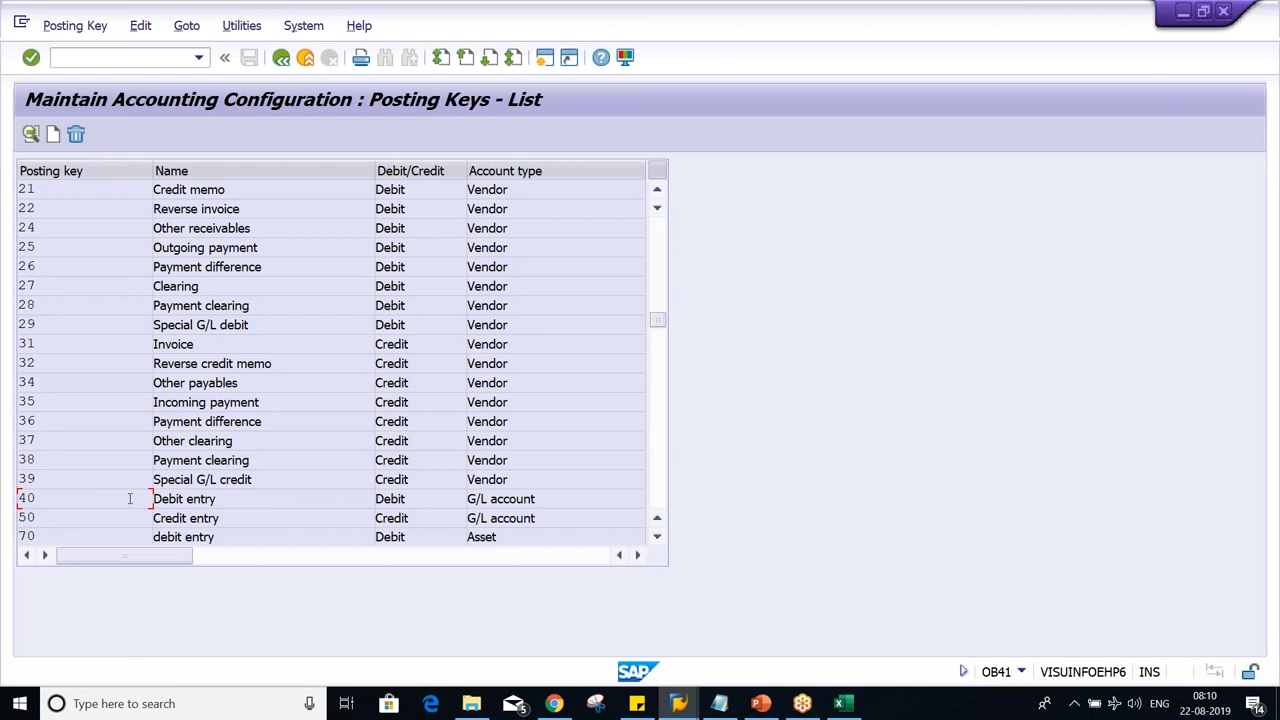 Posting Key Edit Goto Utilities System Help
Maintain Accounting Configuration : Posting Keys - List
Posting key Name Debit/Credit Account type
21 Credit memo Debit Vendor
22 Reverse invoice Debit Vendor
24 Other receivables Debit Vendor
25 Outgoing payment Debit Vendor
26 Payment difference Debit Vendor
27 Clearing Debit Vendor
28 Payment clearing Debit Vendor
29 Special G/L debit Debit Vendor
31 Invoice Credit Vendor
32 Reverse credit memo Credit Vendor
34 Other payables Credit Vendor
35 Incoming payment Credit Vendor
36 Payment difference Credit Vendor
37 Other clearing Credit Vendor
38 Payment clearing Credit Vendor
39 Special G/L credit Credit Vendor
40 Debit entry Debit G/L account
50 Credit entry Credit G/L account
70 debit entry Debit Asset
SAP OB41 VISUINFOEHP6 INS
Type here to search 5 ENG 08:10 22-08-2019 14